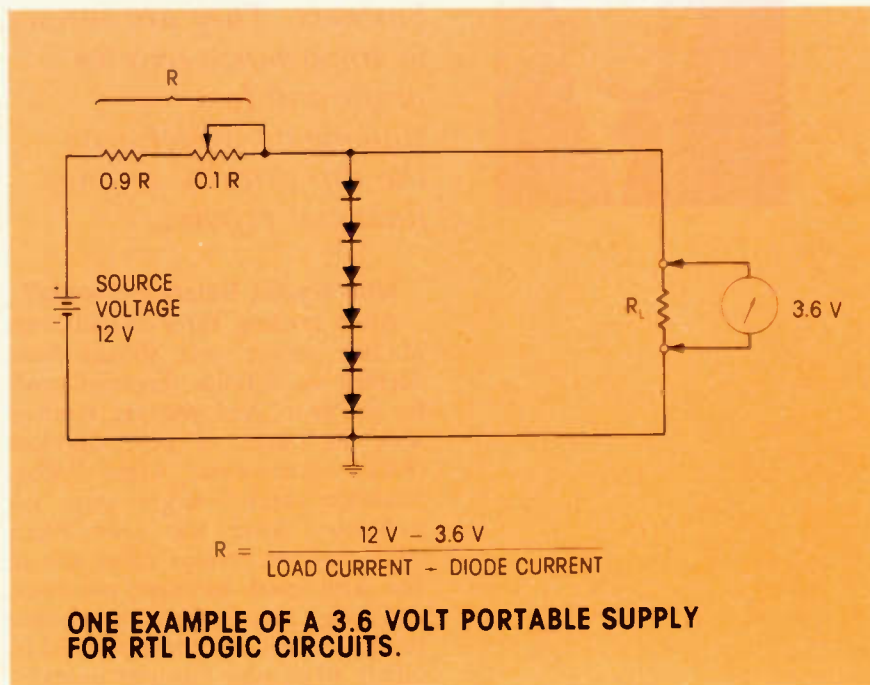 R
0.9 R 0.1 R
+
SOURCE
VOLTAGE
12 V
-
R_L
3.6 V
R = 12 V – 3.6 V
LOAD CURRENT - DIODE CURRENT
ONE EXAMPLE OF A 3.6 VOLT PORTABLE SUPPLY
FOR RTL LOGIC CIRCUITS.